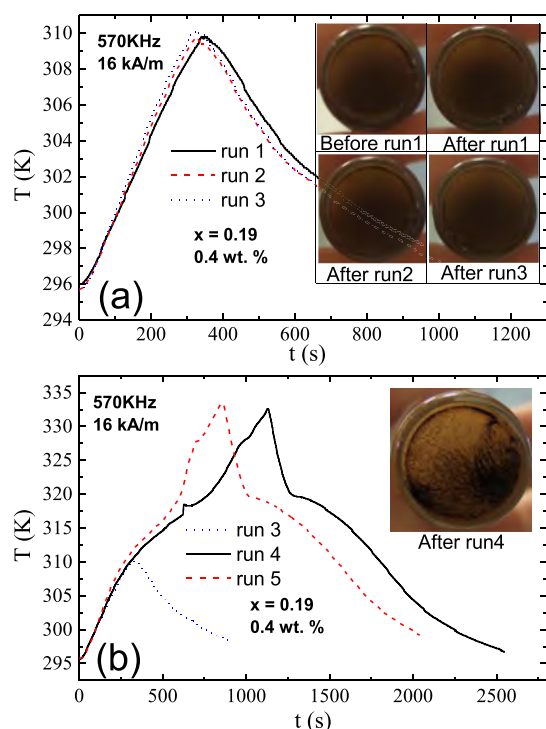 570KHz
16 kA/m
310
308
306
304
302
300
298
296
294
T (K)
run 1
run 2
run 3
x = 0.19
0.4 wt. %
Before run1
After run1
After run2
After run3
(a)
0 200 400 600 800 1000 1200
t (s)
570KHz
16 kA/m
335
330
325
320
315
310
305
300
295
T (K)
After run4
run 3
run 4
run 5
x = 0.19
0.4 wt. %
(b)
0 500 1000 1500 2000 2500
t (s)